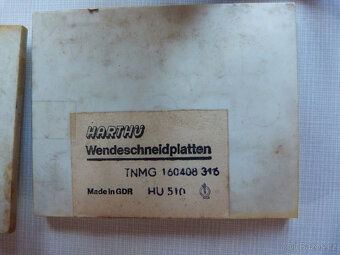 HARTHU
Wendeschneidplatten
TNMG 160408 316
Made in GDR HU 510